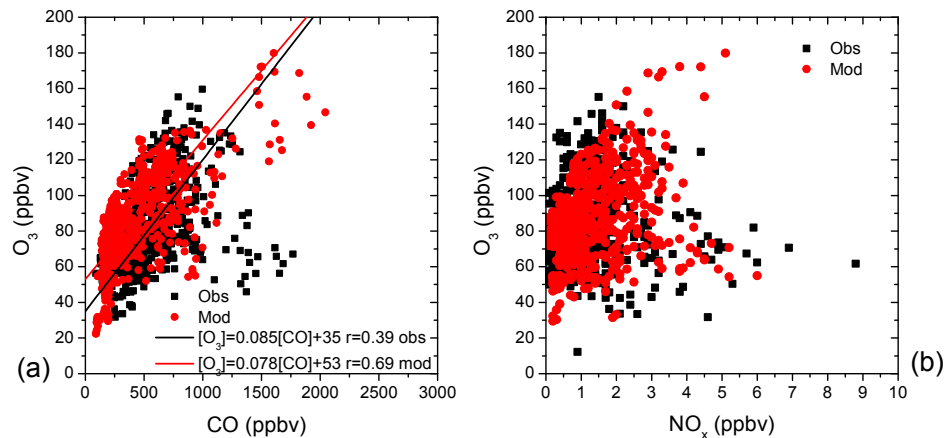 200
180
160
140
120
100
80
60
40
20
0
O3 (ppbv)
Obs
Mod
[O3]=0.085[CO]+35 r=0.39 obs
[O3]=0.078[CO]+53 r=0.69 mod
0 500 1000 1500 2000 2500 3000
CO (ppbv)
(a)
200
180
160
140
120
100
80
60
40
20
0
O3 (ppbv)
Obs
Mod
0 1 2 3 4 5 6 7 8 9 10
NOx (ppbv)
(b)